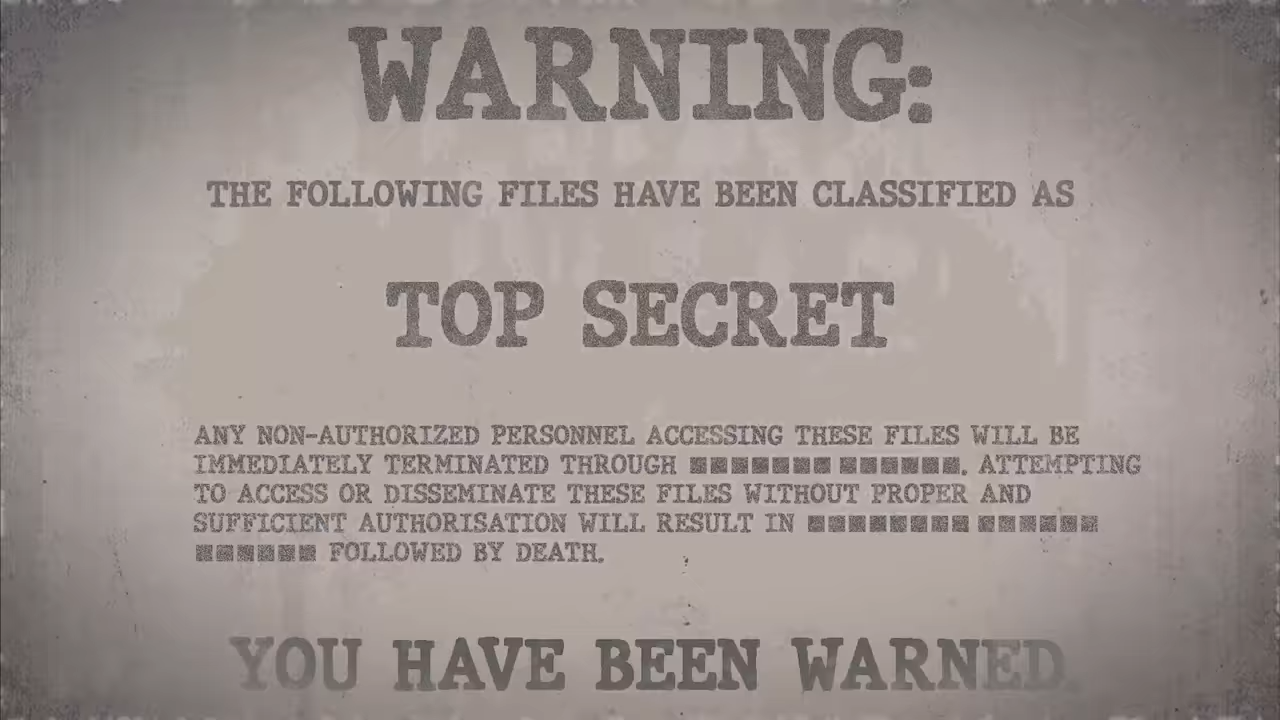 WARNING:
THE FOLLOWING FILES HAVE BEEN CLASSIFIED AS
TOP SECRET
ANY NON-AUTHORIZED PERSONNEL ACCESSING THESE FILES WILL BE
IMMEDIATELY TERMINATED THROUGH ■■■■■■■ ■■■■■■. ATTEMPTING
TO ACCESS OR DISSEMINATE THESE FILES WITHOUT PROPER AND
SUFFICIENT AUTHORISATION WILL RESULT IN ■■■■■■■■ ■■■■■■
■■■■■■ FOLLOWED BY DEATH.
YOU HAVE BEEN WARNED.